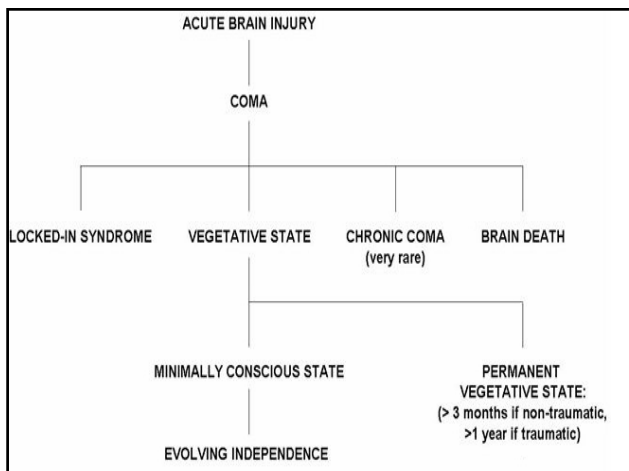 ACUTE BRAIN INJURY
COMA
LOCKED-IN SYNDROME
VEGETATIVE STATE
CHRONIC COMA
(very rare)
BRAIN DEATH
MINIMALLY CONSCIOUS STATE
PERMANENT
VEGETATIVE STATE:
(> 3 months if non-traumatic,
>1 year if traumatic)
EVOLVING INDEPENDENCE